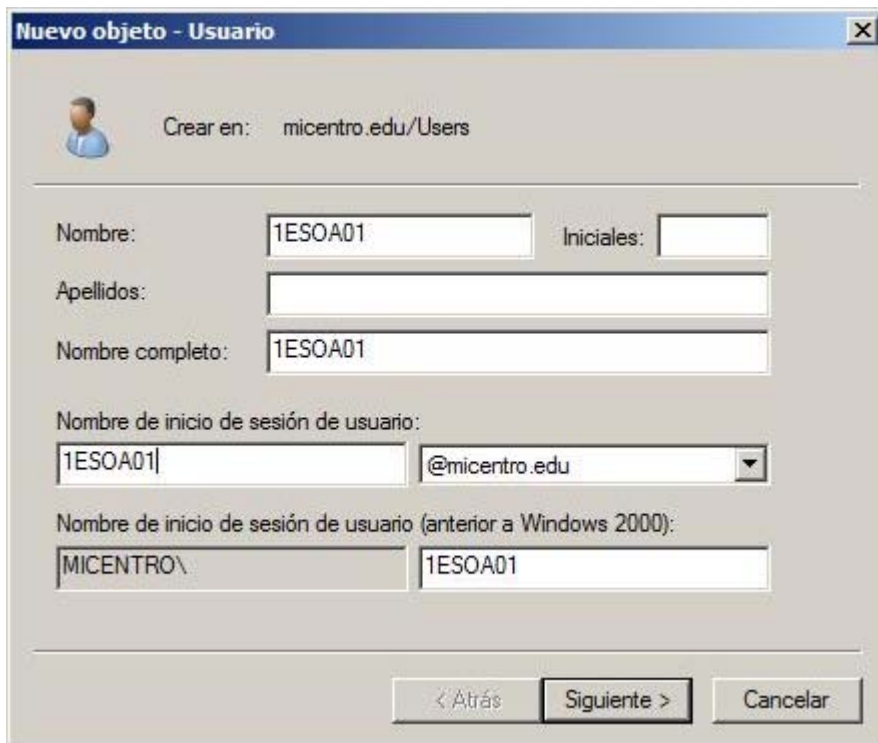 Nuevo objeto - Usuario
Crear en: micentro.edu/Users
Nombre: 1ESOA01 Iniciales:
Apellidos:
Nombre completo: 1ESOA01
Nombre de inicio de sesión de usuario:
1ESOA01 @micentro.edu
Nombre de inicio de sesión de usuario (anterior a Windows 2000):
MICENTRO\ 1ESOA01
< Atrás Siguiente > Cancelar